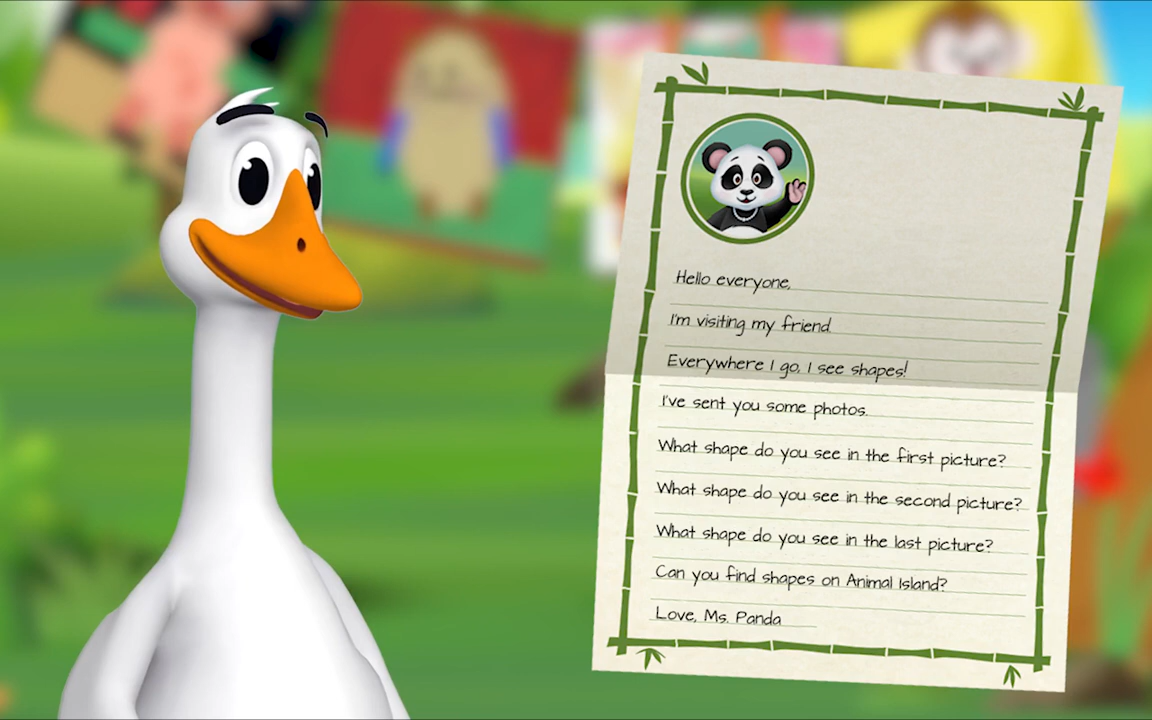 Hello everyone,
I'm visiting my friend.
Everywhere I go, I see shapes!
I've sent you some photos.
What shape do you see in the first picture?
What shape do you see in the second picture?
What shape do you see in the last picture?
Can you find shapes on Animal Island?
Love, Ms. Panda